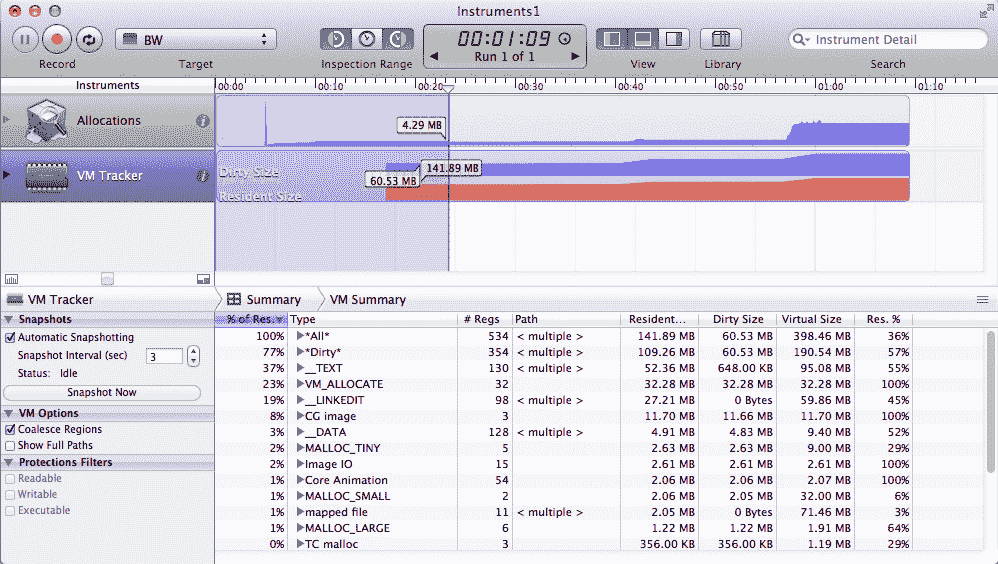 Instruments1
BW
00:01:09
Run 1 of 1
Instrument Detail
Record Target Inspection Range View Library Search
Instruments 00:00 00:10 00:20 00:30 00:40 00:50 01:00 01:10
Allocations
4.29 MB
VM Tracker
Dirty Size
141.89 MB
60.53 MB
Resident Size
VM Tracker Summary VM Summary
Snapshots
Automatic Snapshotting
Snapshot Interval (sec) 3
Status: Idle
Snapshot Now
VM Options
Coalesce Regions
Show Full Paths
Protections Filters
Readable
Writable
Executable
% of Res. Type # Regs Path Resident... Dirty Size Virtual Size Res. %
100% *All* 534 < multiple > 141.89 MB 60.53 MB 398.46 MB 36%
77% *Dirty* 354 < multiple > 109.26 MB 60.53 MB 190.54 MB 57%
37% __TEXT 130 < multiple > 52.36 MB 648.00 KB 95.08 MB 55%
23% VM_ALLOCATE 32 32.28 MB 32.28 MB 32.28 MB 100%
19% __LINKEDIT 98 < multiple > 27.21 MB 0 Bytes 59.86 MB 45%
8% CG image 3 11.70 MB 11.66 MB 11.70 MB 100%
3% __DATA 128 < multiple > 4.91 MB 4.83 MB 9.40 MB 52%
2% MALLOC_TINY 5 2.63 MB 2.63 MB 9.00 MB 29%
2% Image IO 15 2.61 MB 2.61 MB 2.61 MB 100%
1% Core Animation 54 2.06 MB 2.06 MB 2.07 MB 100%
1% MALLOC_SMALL 2 2.06 MB 2.05 MB 32.00 MB 6%
1% mapped file 11 < multiple > 2.05 MB 0 Bytes 71.46 MB 3%
1% MALLOC_LARGE 6 1.22 MB 1.22 MB 1.91 MB 64%
0% TC malloc 3 356.00 KB 356.00 KB 1.19 MB 29%